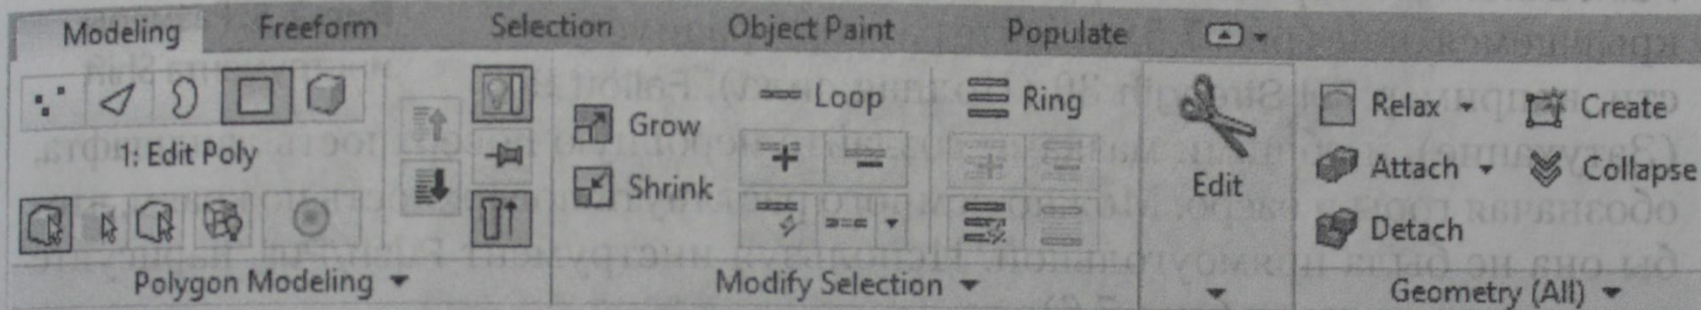 Modeling Freeform Selection Object Paint Populate
1: Edit Poly
Polygon Modeling
Grow
Shrink
Loop
Ring
Modify Selection
Edit
Relax
Create
Attach
Collapse
Detach
Geometry (All)